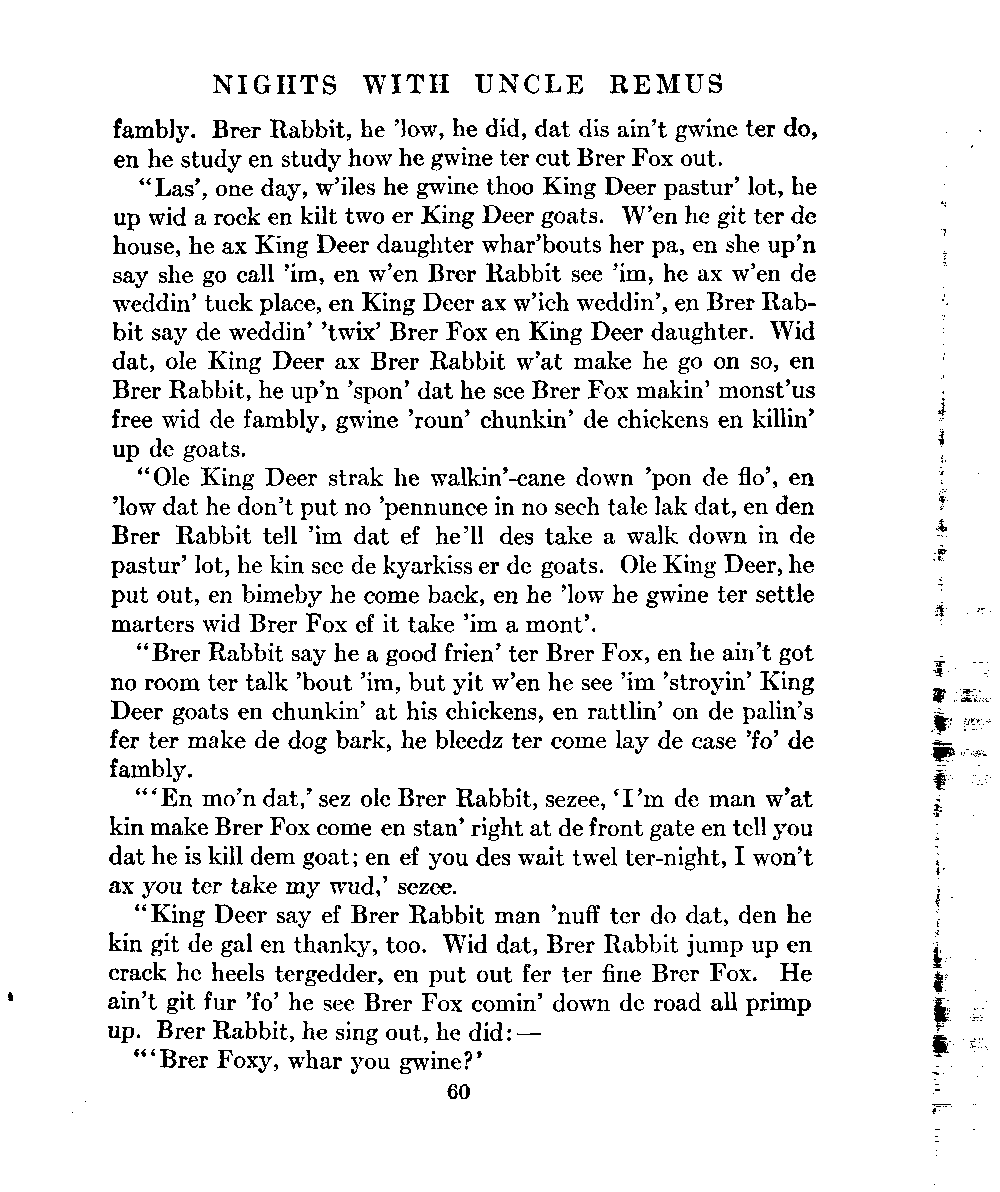 NIGHTS WITH UNCLE REMUS
fambly. Brer Rabbit, he 'low, he did, dat dis ain't gwine ter do,
en he study en study how he gwine ter cut Brer Fox out.
“Las', one day, w'iles he gwine thoo King Deer pastur' lot, he
up wid a rock en kilt two er King Deer goats. W'en he git ter de
house, he ax King Deer daughter whar'bouts her pa, en she up'n
say she go call 'im, en w'en Brer Rabbit see 'im, he ax w'en de
weddin' tuck place, en King Deer ax w'ich weddin', en Brer Rab-
bit say de weddin' 'twix' Brer Fox en King Deer daughter. Wid
dat, ole King Deer ax Brer Rabbit w'at make he go on so, en
Brer Rabbit, he up'n 'spon' dat he see Brer Fox makin' monst'us
free wid de fambly, gwine 'roun' chunkin' de chickens en killin'
up de goats.
“Ole King Deer strak he walkin'-cane down 'pon de flo', en
'low dat he don't put no 'pennunce in no sech tale lak dat, en den
Brer Rabbit tell 'im dat ef he'll des take a walk down in de
pastur' lot, he kin see de kyarkiss er de goats. Ole King Deer, he
put out, en bimeby he come back, en he 'low he gwine ter settle
marters wid Brer Fox ef it take 'im a mont'.
“Brer Rabbit say he a good frien' ter Brer Fox, en he ain't got
no room ter talk 'bout 'im, but yit w'en he see 'im 'stroyin' King
Deer goats en chunkin' at his chickens, en rattlin' on de palin's
fer ter make de dog bark, he bleedz ter come lay de case 'fo' de
fambly.
“‘En mo'n dat,’ sez ole Brer Rabbit, sezee, ‘I'm de man w'at
kin make Brer Fox come en stan' right at de front gate en tell you
dat he is kill dem goat; en ef you des wait twel ter-night, I won't
ax you ter take my wud,’ sezee.
“King Deer say ef Brer Rabbit man 'nuff ter do dat, den he
kin git de gal en thanky, too. Wid dat, Brer Rabbit jump up en
crack he heels tergedder, en put out fer ter fine Brer Fox. He
ain't git fur 'fo' he see Brer Fox comin' down de road all primp
up. Brer Rabbit, he sing out, he did: —
“‘Brer Foxy, whar you gwine?’
60